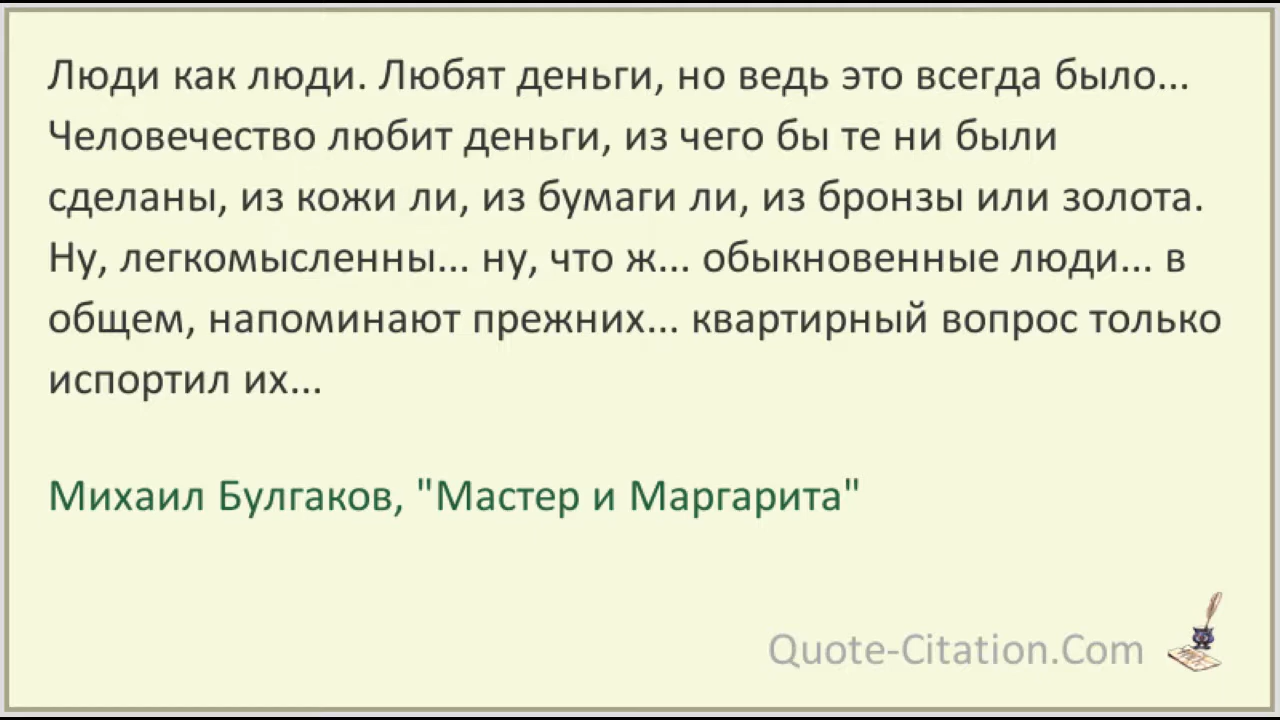 Люди как люди. Любят деньги, но ведь это всегда было...
Человечество любит деньги, из чего бы те ни были
сделаны, из кожи ли, из бумаги ли, из бронзы или золота.
Ну, легкомысленны... ну, что ж... обыкновенные люди... в
общем, напоминают прежних... квартирный вопрос только
испортил их...
Михаил Булгаков, "Мастер и Маргарита"
Quote-Citation.Com